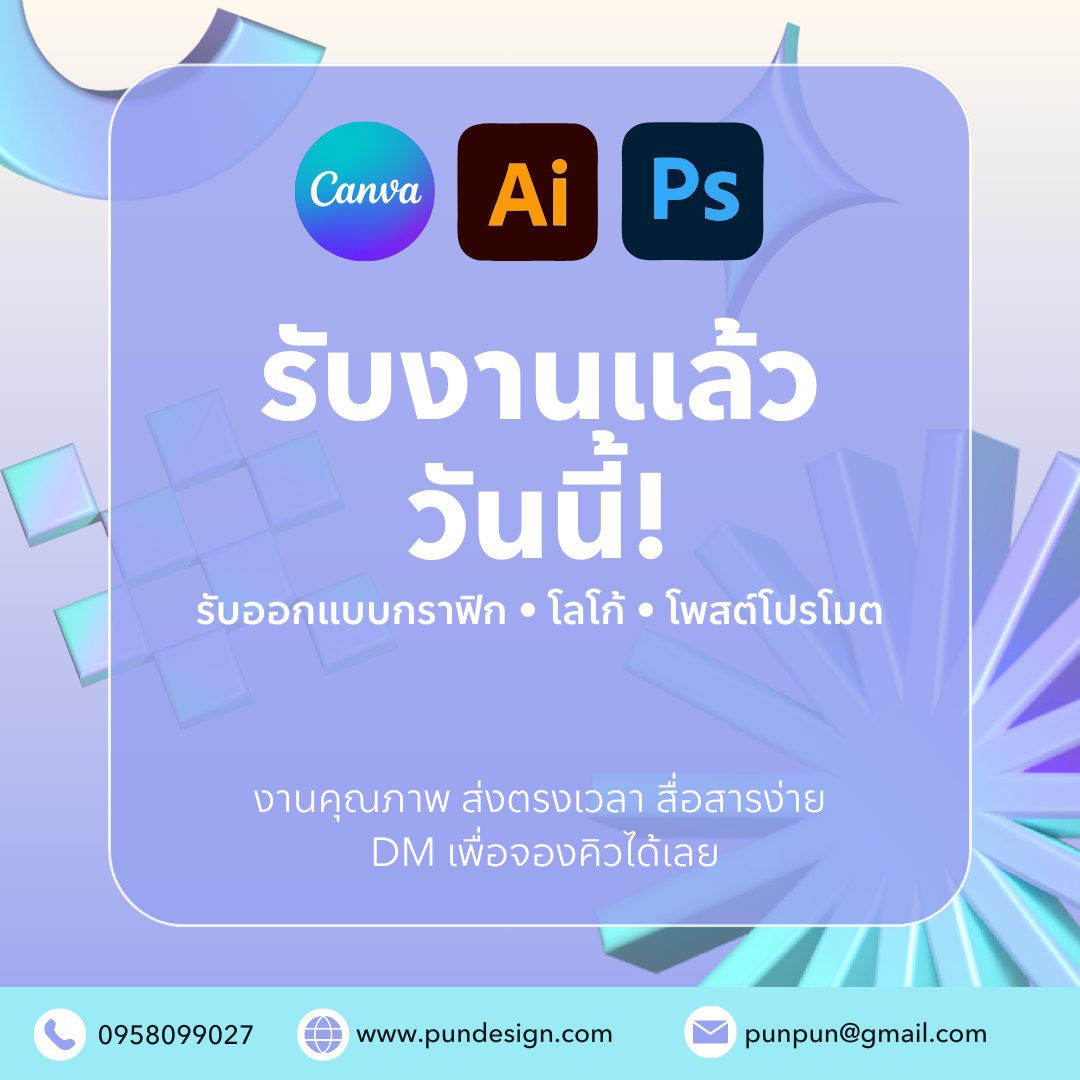 Canva Ai Ps
รับงานแล้ว
วันนี้!
รับออกแบบกราฟิก • โลโก้ • โพสต์โปรโมต
งานคุณภาพ ส่งตรงเวลา สื่อสารง่าย
DM เพื่อจองคิวได้เลย
0958099027 www.pundesign.com punpun@gmail.com